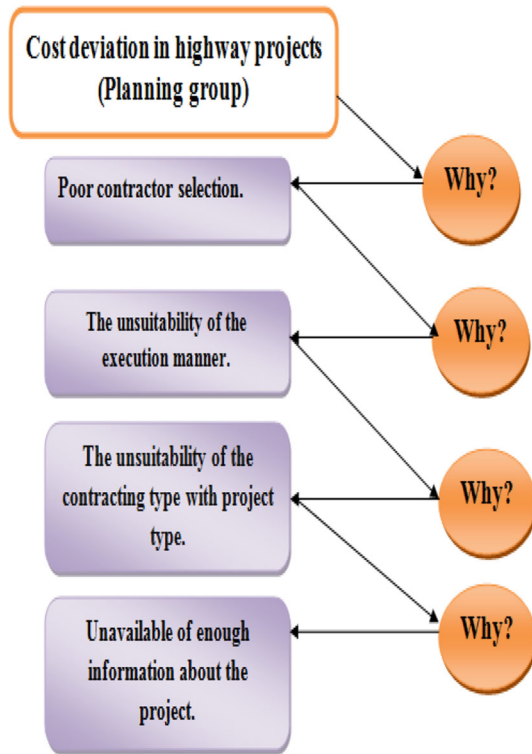 Cost deviation in highway projects
(Planning group)
Why?
Poor contractor selection.
Why?
The unsuitability of the
execution manner.
Why?
The unsuitability of the
contracting type with project
type.
Why?
Unavailable of enough
information about the
project.